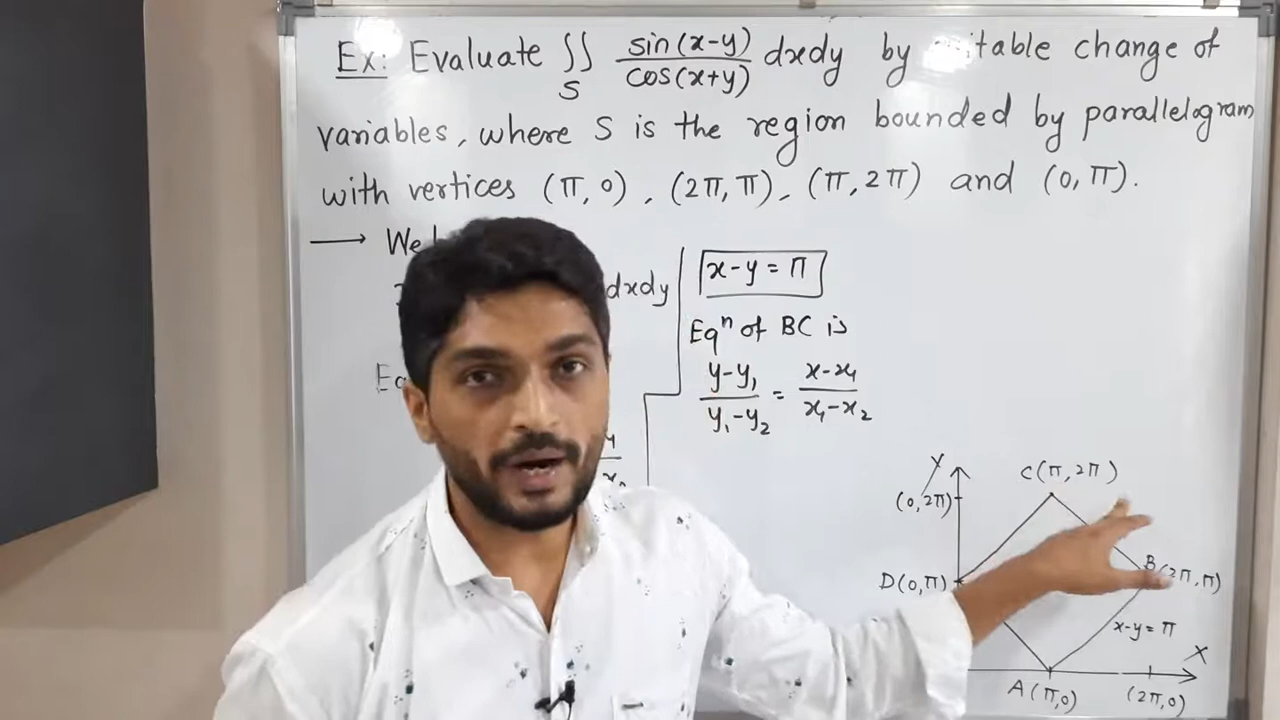 Ex: Evaluate ∬_S sin(x-y)/cos(x+y) dxdy by change of
variables, where S is the region bounded by parallelogram
with vertices (π, 0), (2π, π), (π, 2π) and (0, π).
⟶ We
dxdy
x-y = π
Eqⁿ of BC is
(y-y₁)/(y₁-y₂) = (x-x₁)/(x₁-x₂)
Y
C(π, 2π)
(0, 2π)
D(0, π)
B(2π, π)
x-y = π
X
A(π,0)
(2π,0)